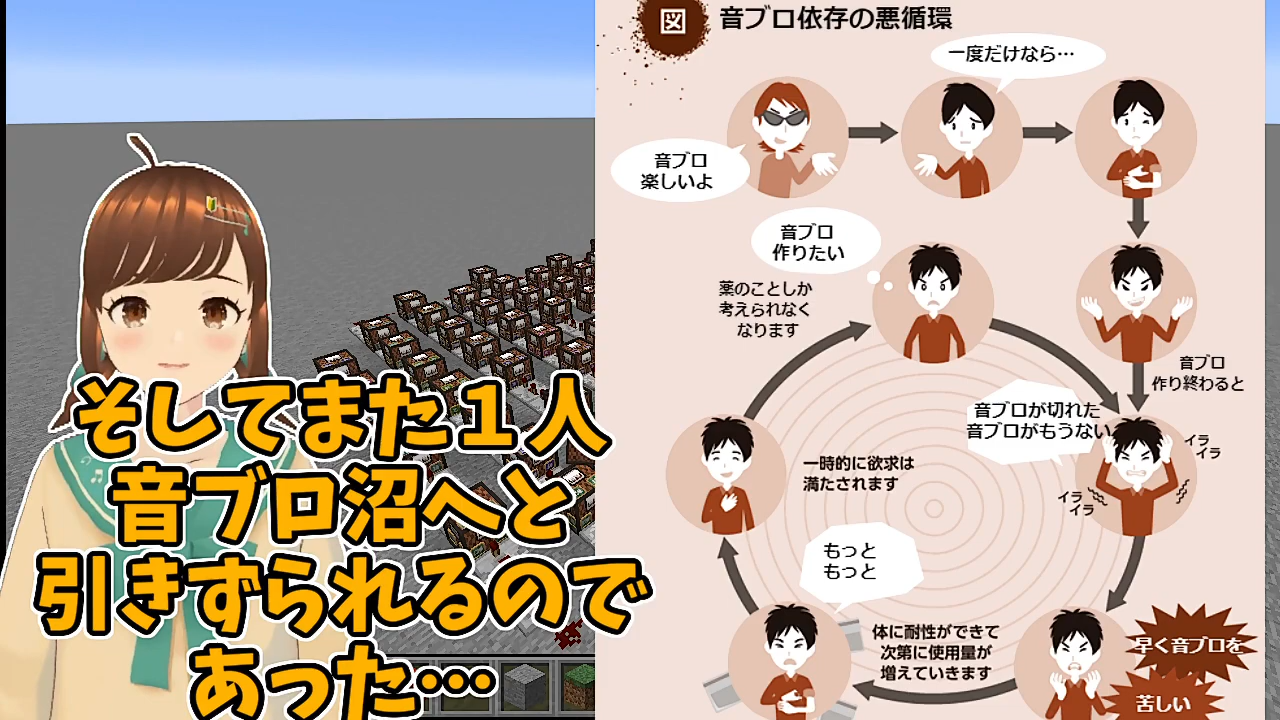 図
音ブロ依存の悪循環
一度だけなら…
音ブロ
楽しいよ
音ブロ
作りたい
薬のことしか
考えられなく
なります
音ブロ
作り終わると
音ブロが切れた
音ブロがもうない
イラ
イラ
イラ
イラ
一時的に欲求は
満たされます
もっと
もっと
体に耐性ができて
次第に使用量が
増えていきます
早く音ブロを
苦しい
そしてまた１人
音ブロ沼へと
引きずられるので
あった…